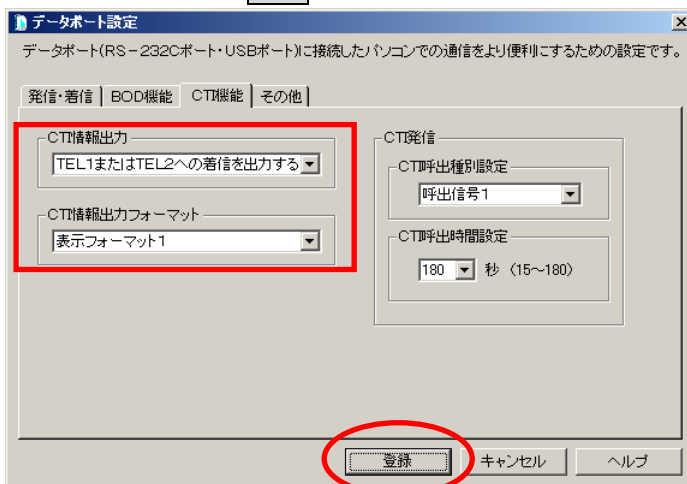 データポート設定
データポート(RS-232Cポート・USBポート)に接続したパソコンでの通信をより便利にするための設定です。
発信・着信 BOD機能 CTI機能 その他
CTI情報出力
TEL1またはTEL2への着信を出力する
CTI情報出力フォーマット
表示フォーマット1
CTI発信
CTI呼出種別設定
呼出信号1
CTI呼出時間設定
180 秒 (15~180)
登録 キャンセル ヘルプ